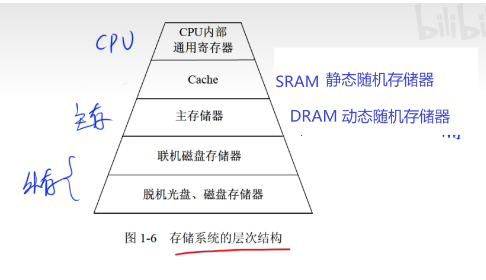 bilibili
CPU
CPU内部
通用寄存器
Cache
SRAM 静态随机存储器
主存
主存储器
DRAM 动态随机存储器
联机磁盘存储器
外存
脱机光盘、磁盘存储器
图 1-6 存储系统的层次结构